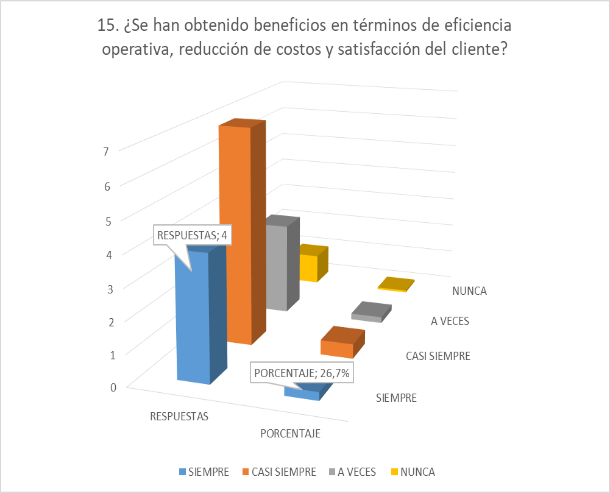 15. ¿Se han obtenido beneficios en términos de eficiencia
operativa, reducción de costos y satisfacción del cliente?
7
6
5
4
3
2
1
0
RESPUESTAS; 4
PORCENTAJE; 26,7%
NUNCA
A VECES
CASI SIEMPRE
SIEMPRE
RESPUESTAS
PORCENTAJE
SIEMPRE CASI SIEMPRE A VECES NUNCA